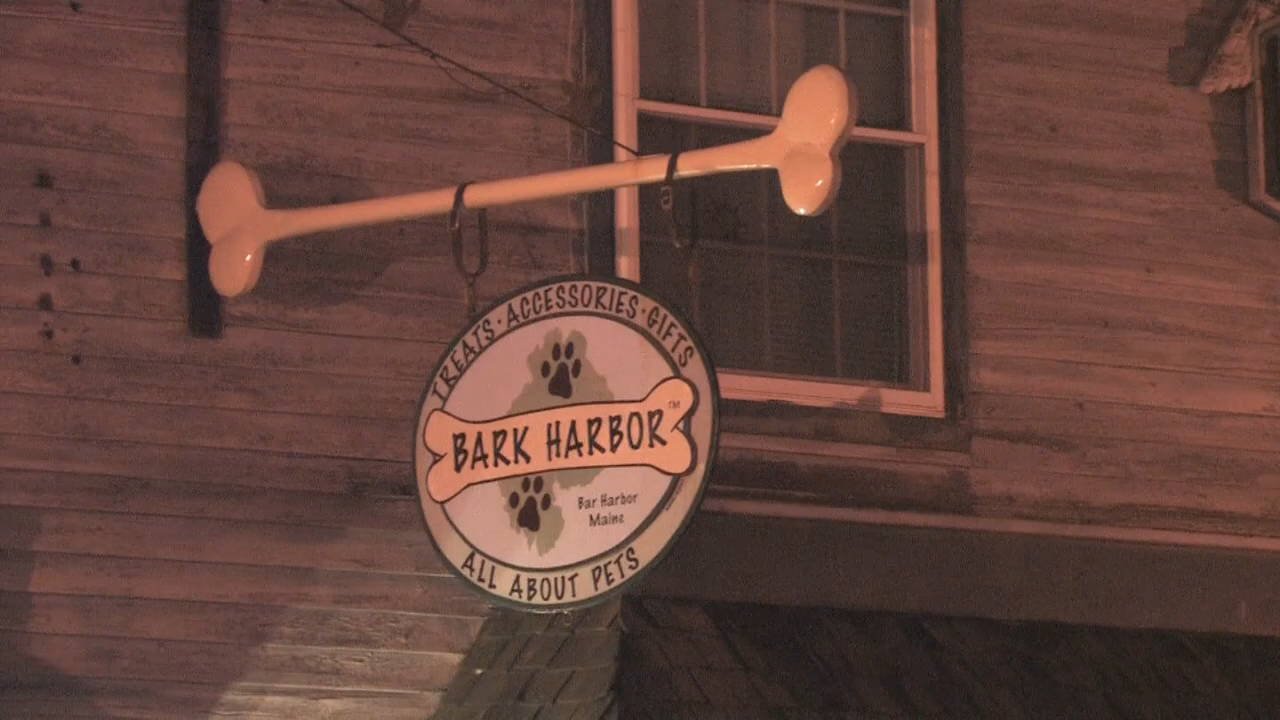 TREATS · ACCESSORIES · GIFTS
BARK HARBOR™
Bar Harbor
Maine
ALL ABOUT PETS